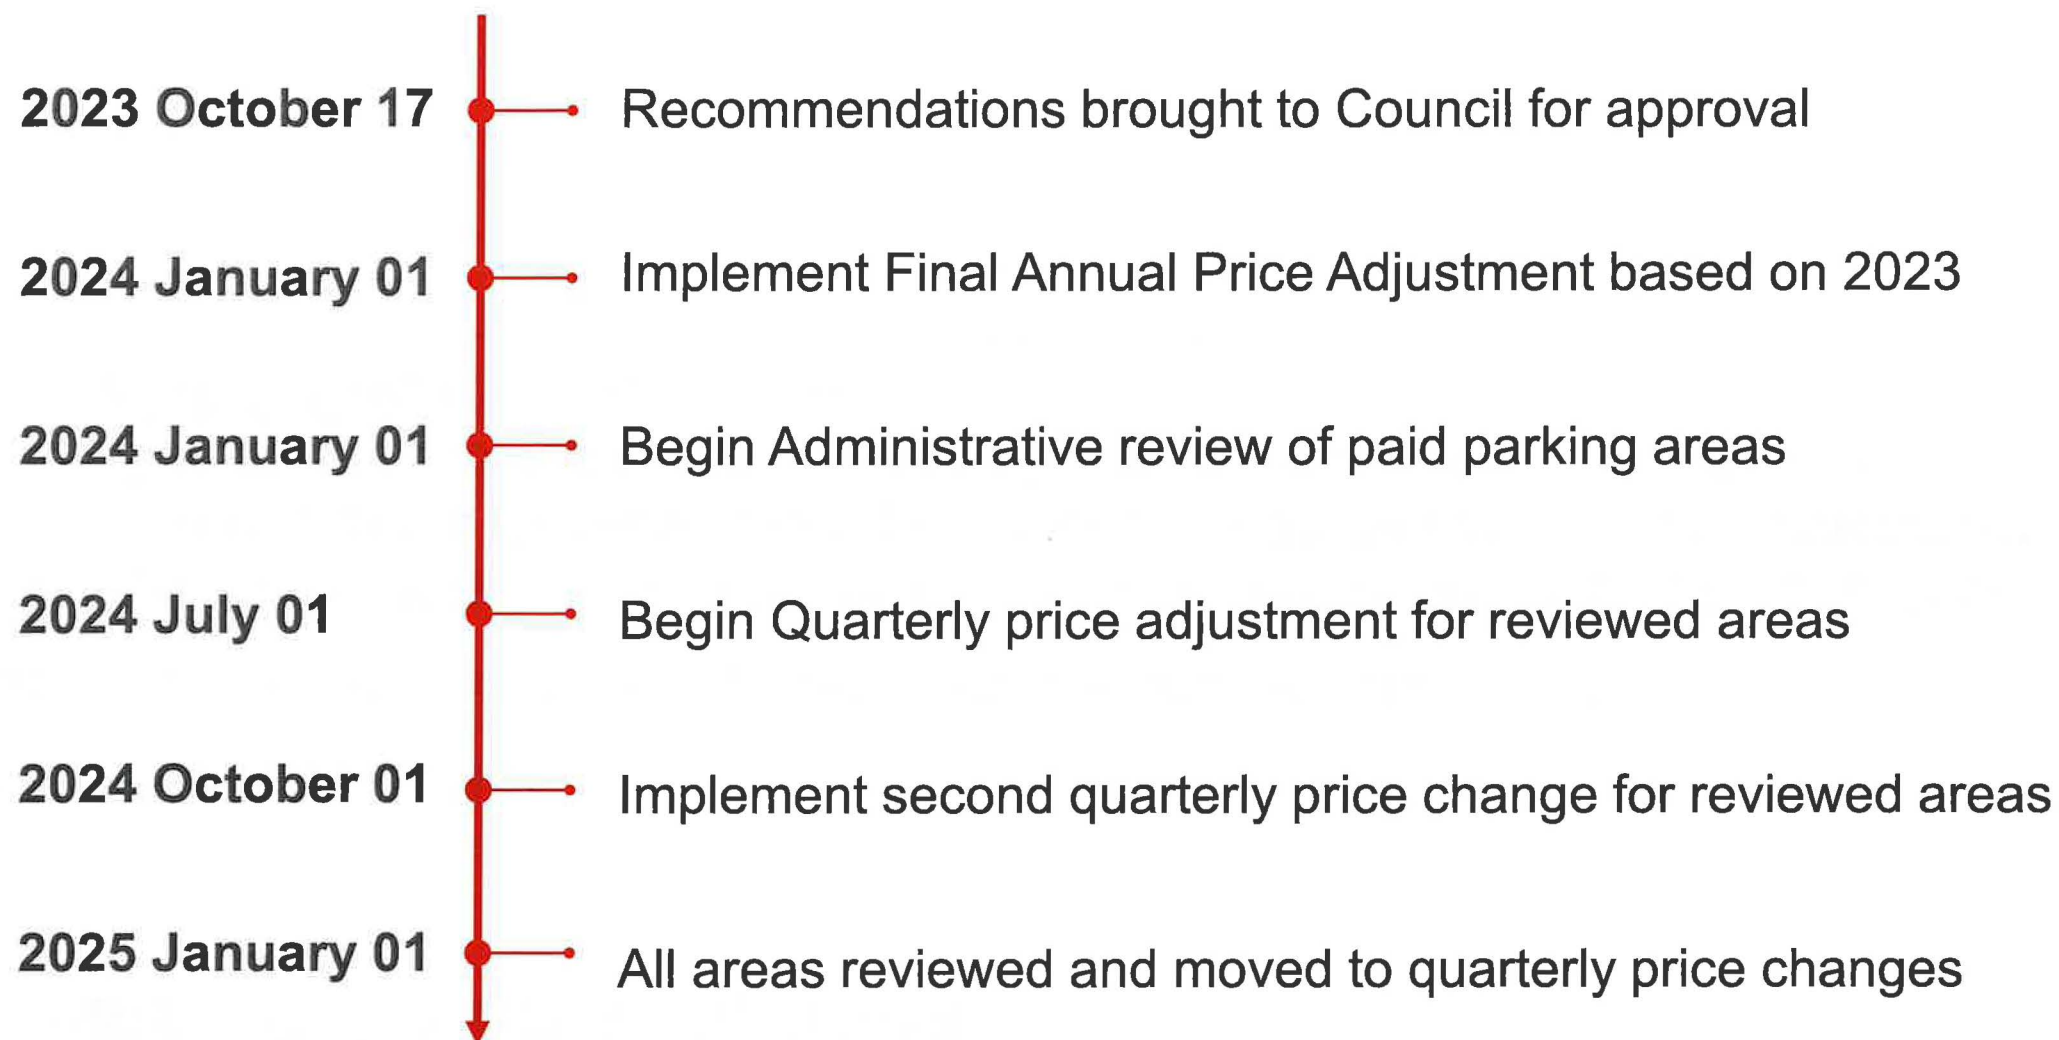 2023 October 17 Recommendations brought to Council for approval
2024 January 01 Implement Final Annual Price Adjustment based on 2023
2024 January 01 Begin Administrative review of paid parking areas
2024 July 01 Begin Quarterly price adjustment for reviewed areas
2024 October 01 Implement second quarterly price change for reviewed areas
2025 January 01 All areas reviewed and moved to quarterly price changes